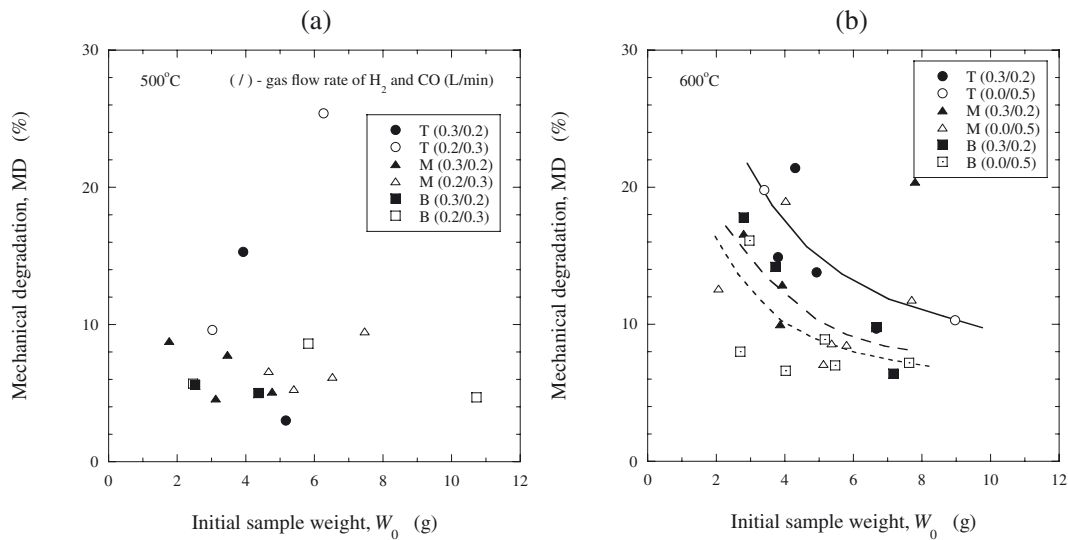 (a)
30
20
10
0
0 2 4 6 8 10 12
Mechanical degradation, MD (%)
Initial sample weight, W0 (g)
500°C ( / ) - gas flow rate of H2 and CO (L/min)
T (0.3/0.2)
T (0.2/0.3)
M (0.3/0.2)
M (0.2/0.3)
B (0.3/0.2)
B (0.2/0.3)
(b)
30
20
10
0
0 2 4 6 8 10 12
Mechanical degradation, MD (%)
Initial sample weight, W0 (g)
600°C
T (0.3/0.2)
T (0.0/0.5)
M (0.3/0.2)
M (0.0/0.5)
B (0.3/0.2)
B (0.0/0.5)